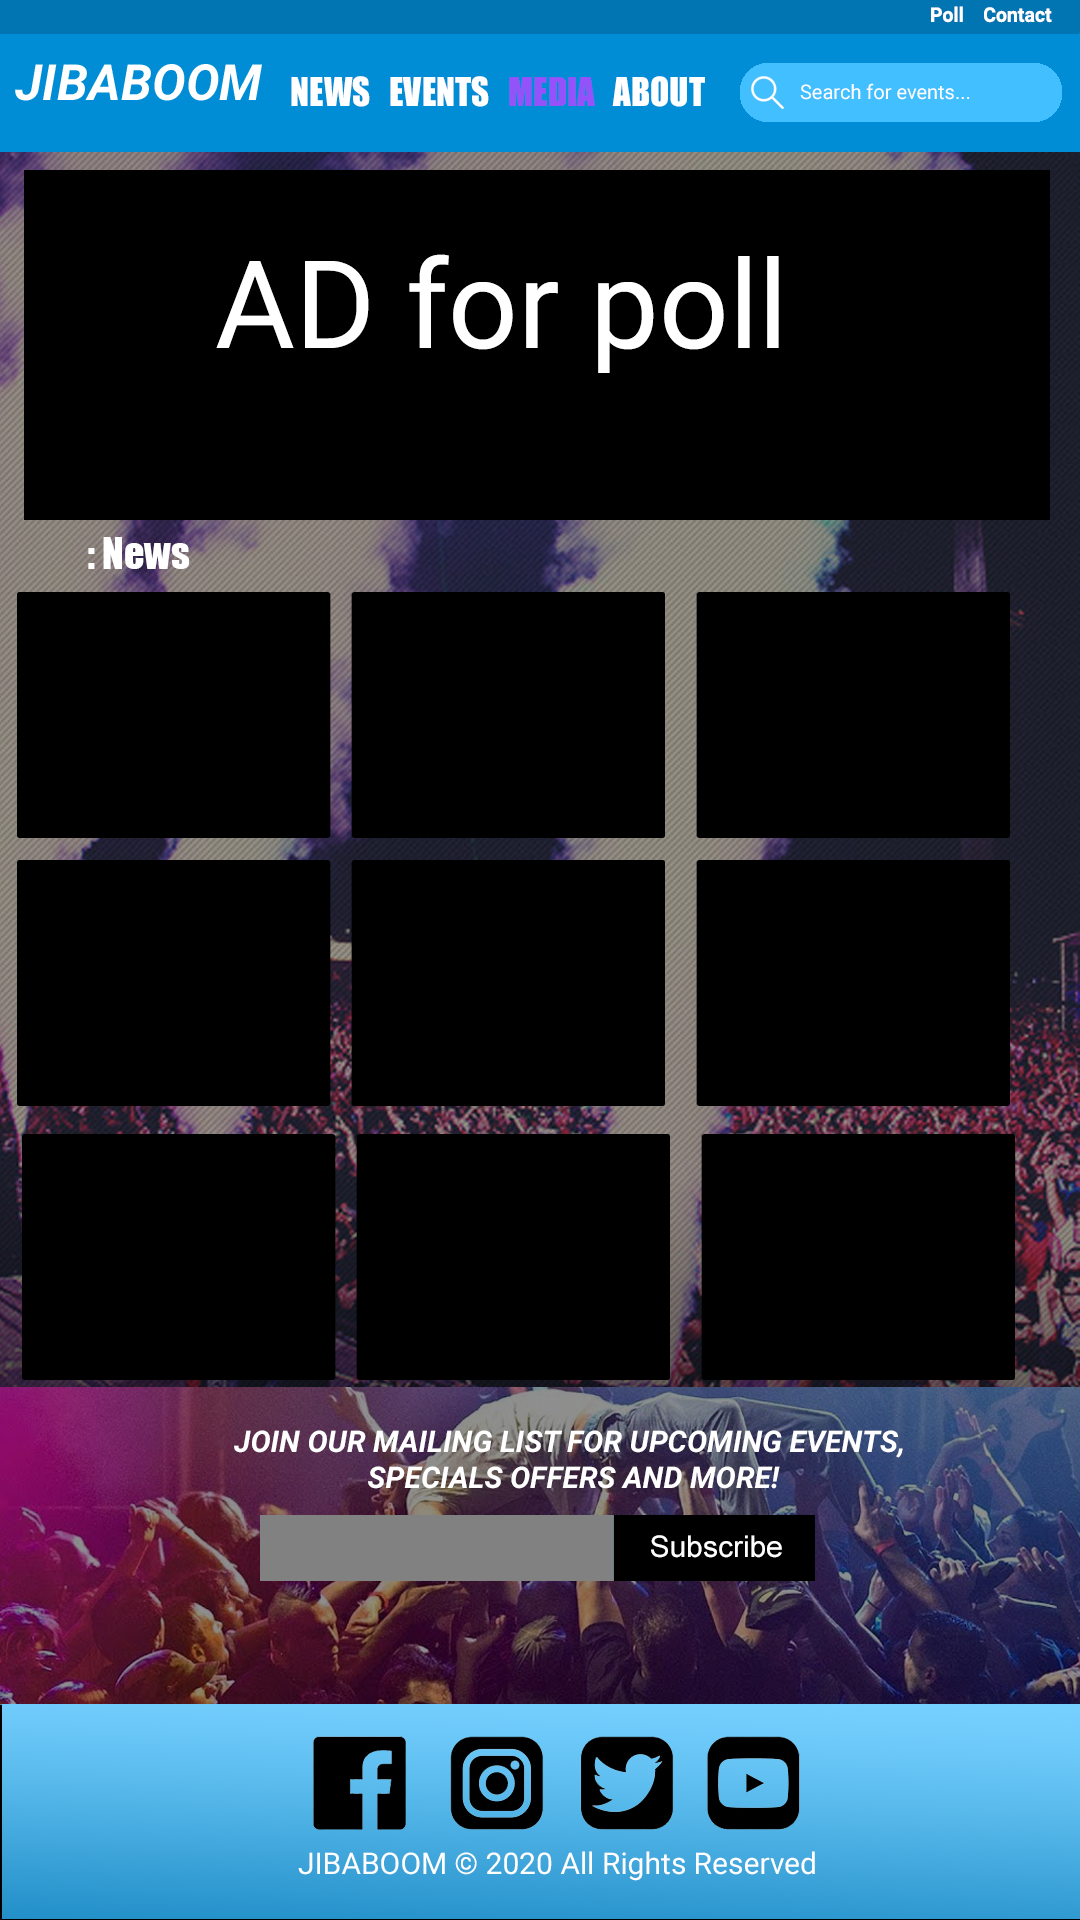 Poll Contact
JIBABOOM NEWS EVENTS MEDIA ABOUT Search for events...
AD for poll
: News
JOIN OUR MAILING LIST FOR UPCOMING EVENTS,
SPECIALS OFFERS AND MORE!
Subscribe
JIBABOOM © 2020 All Rights Reserved